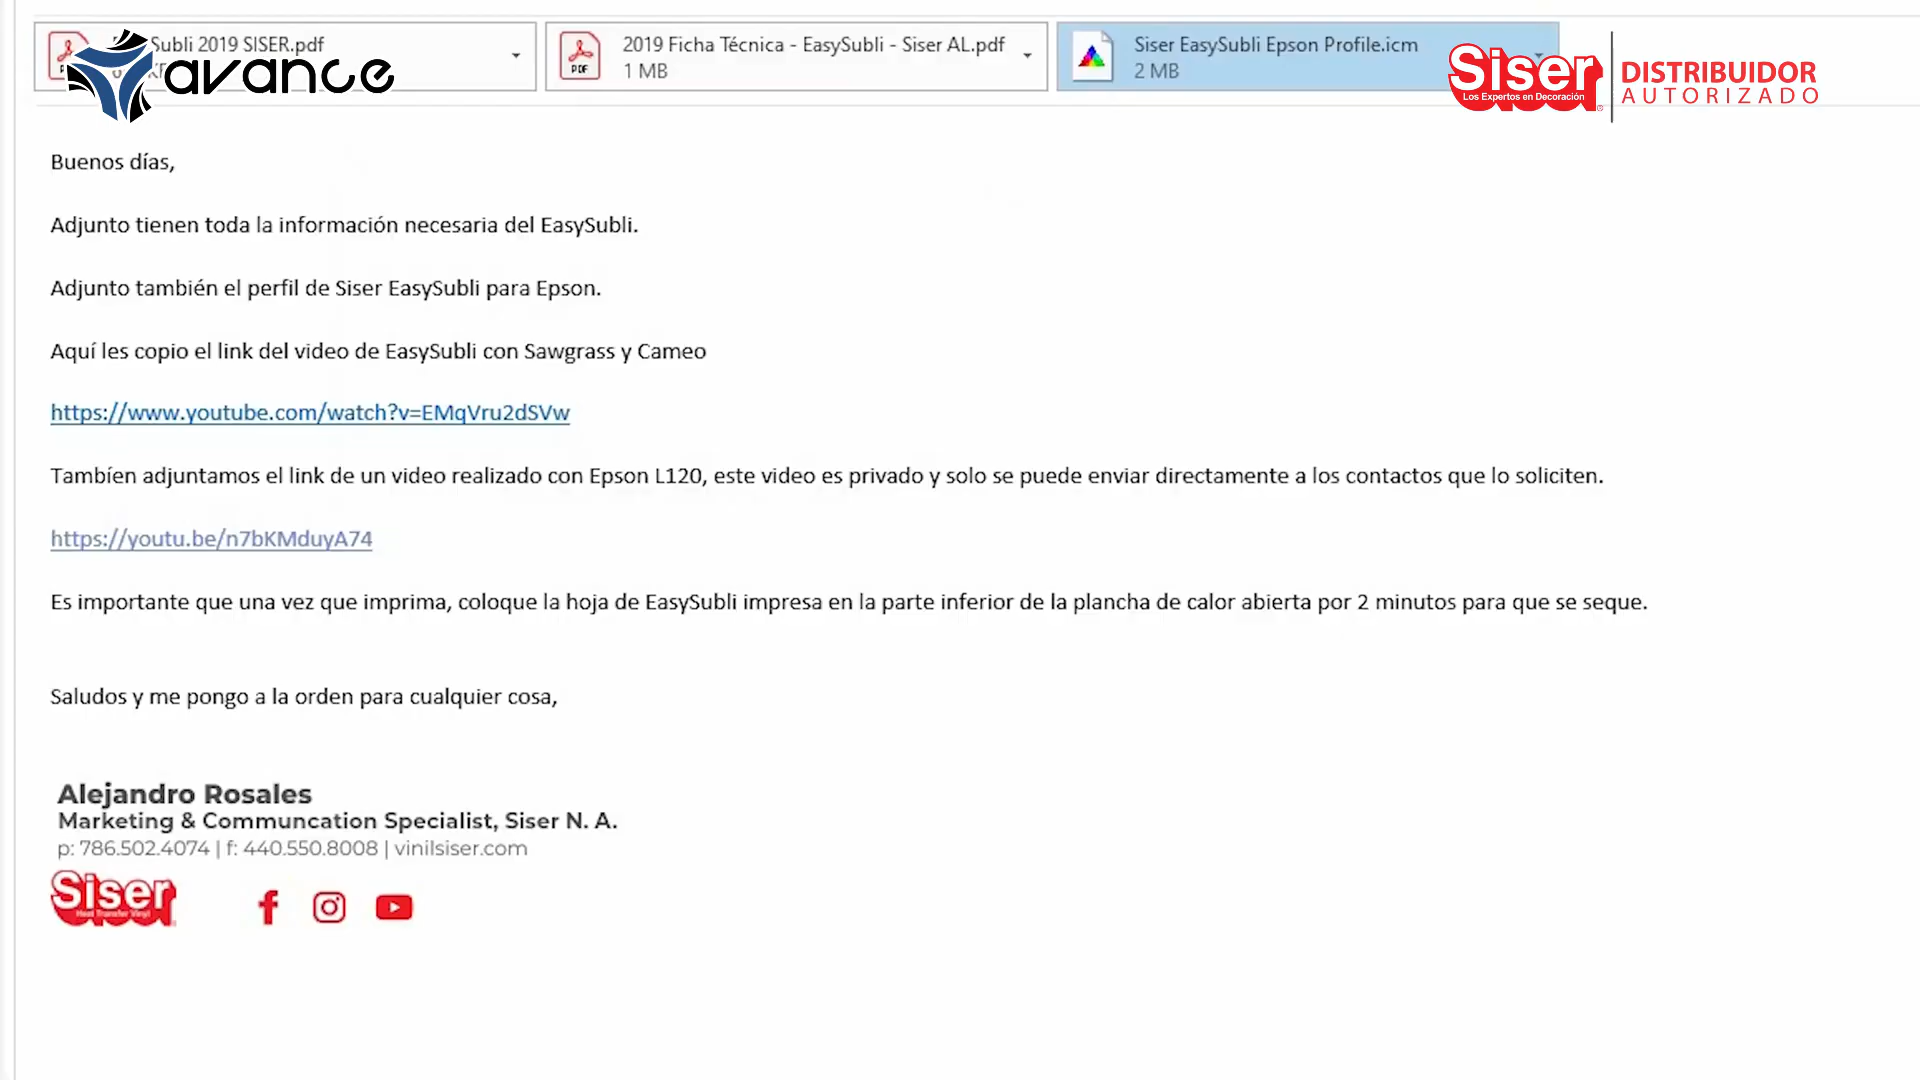 Subli 2019 SISER.pdf
2019 Ficha Técnica - EasySubli - Siser AL.pdf
1 MB
Siser EasySubli Epson Profile.icm
2 MB
avance
Siser
Los Expertos en Decoración
DISTRIBUIDOR
AUTORIZADO
Buenos días,
Adjunto tienen toda la información necesaria del EasySubli.
Adjunto también el perfil de Siser EasySubli para Epson.
Aquí les copio el link del video de EasySubli con Sawgrass y Cameo
https://www.youtube.com/watch?v=EMqVru2dSVw
Tambíen adjuntamos el link de un video realizado con Epson L120, este video es privado y solo se puede enviar directamente a los contactos que lo soliciten.
https://youtu.be/n7bKMduyA74
Es importante que una vez que imprima, coloque la hoja de EasySubli impresa en la parte inferior de la plancha de calor abierta por 2 minutos para que se seque.
Saludos y me pongo a la orden para cualquier cosa,
Alejandro Rosales
Marketing & Communcation Specialist, Siser N. A.
p: 786.502.4074 | f: 440.550.8008 | vinilsiser.com
Siser
Heat Transfer Vinyl